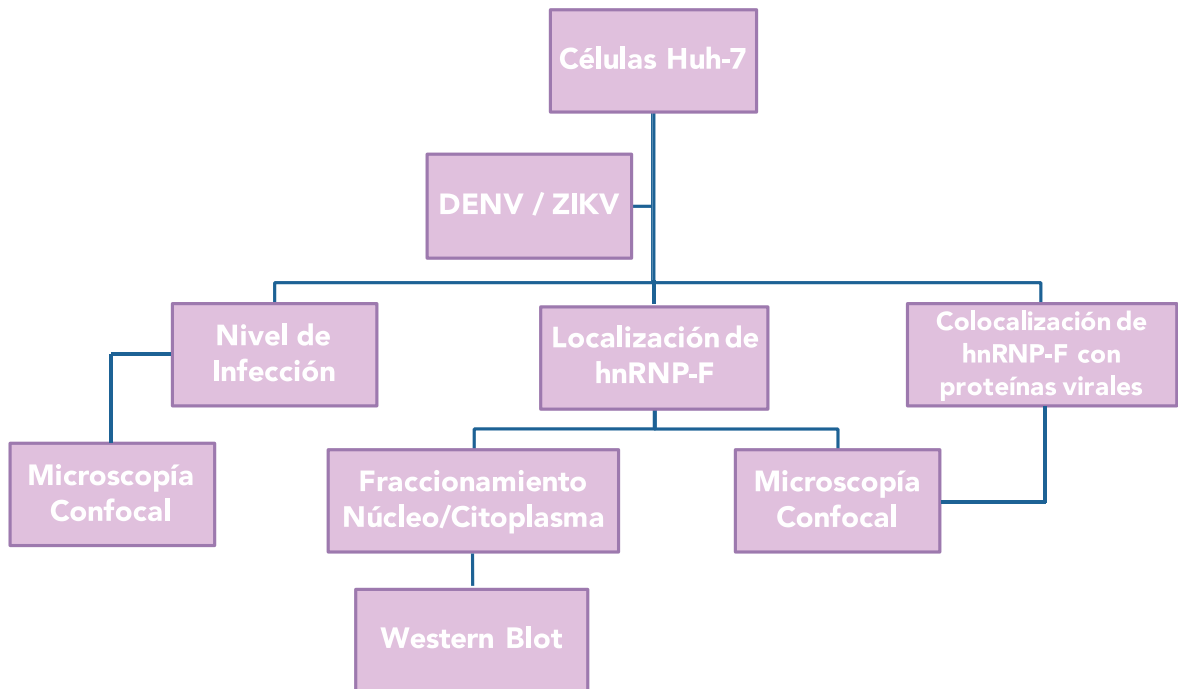 Células Huh-7
DENV / ZIKV
Nivel de
Infección
Localización de
hnRNP-F
Colocalización de
hnRNP-F con
proteínas virales
Microscopía
Confocal
Fraccionamiento
Núcleo/Citoplasma
Microscopía
Confocal
Western Blot